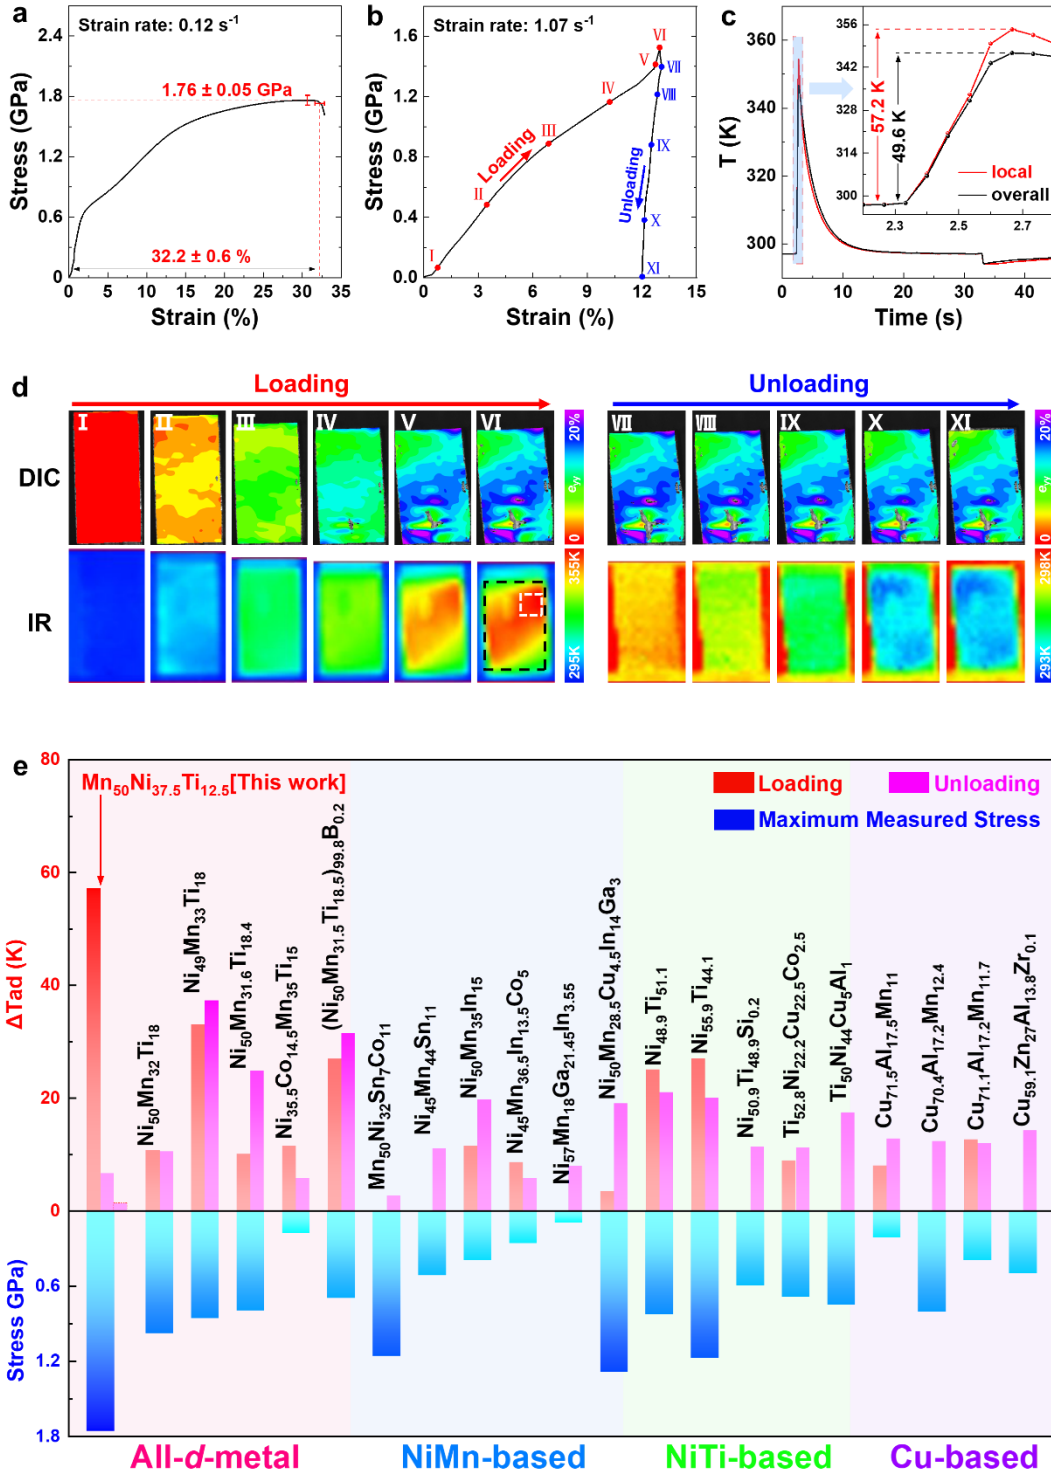 a
Strain rate: 0.12 s⁻¹
2.4
1.8
1.2
0.6
0.0
Stress (GPa)
1.76 ± 0.05 GPa
32.2 ± 0.6 %
0 5 10 15 20 25 30 35
Strain (%)
b
Strain rate: 1.07 s⁻¹
1.6
1.2
0.8
0.4
0.0
Stress (GPa)
I
II
III
IV
V
VI
VII
VIII
IX
X
XI
Loading
Unloading
0 3 6 9 12 15
Strain (%)
c
360
340
320
300
T (K)
356
342
328
314
300
57.2 K
49.6 K
local
overall
2.3 2.5 2.7
0 10 20 30 40
Time (s)
d
Loading
Unloading
DIC
I II III IV V VI
20%
e_yy
0
VII VIII IX X XI
20%
e_yy
0
IR
355K
295K
298K
293K
e
80
60
40
20
0
ΔTad (K)
0.6
1.2
1.8
Stress GPa)
Mn₅₀Ni₃₇.₅Ti₁₂.₅[This work]
Loading
Unloading
Maximum Measured Stress
Ni₅₀Mn₃₂Ti₁₈
Ni₄₉Mn₃₃Ti₁₈
Ni₅₀Mn₃₁.₆Ti₁₈.₄
Ni₃₅.₅Co₁₄.₅Mn₃₅Ti₁₅
(Ni₅₀Mn₃₁.₅Ti₁₈.₅)₉₉.₈B₀.₂
Mn₅₀Ni₃₂Sn₇Co₁₁
Ni₄₅Mn₄₄Sn₁₁
Ni₅₀Mn₃₅In₁₅
Ni₄₅Mn₃₆.₅In₁₃.₅Co₅
Ni₅₇Mn₁₈Ga₂₁.₄₅In₃.₅₅
Ni₅₀Mn₂₈.₅Cu₄.₅In₁₄Ga₃
Ni₄₈.₉Ti₅₁.₁
Ni₅₅.₉Ti₄₄.₁
Ni₅₀.₉Ti₄₈.₉Si₀.₂
Ti₅₂.₈Ni₂₂.₂Cu₂₂.₅Co₂.₅
Ti₅₀Ni₄₄Cu₅Al₁
Cu₇₁.₅Al₁₇.₅Mn₁₁
Cu₇₀.₄Al₁₇.₂Mn₁₂.₄
Cu₇₁.₁Al₁₇.₂Mn₁₁.₇
Cu₅₉.₁Zn₂₇Al₁₃.₈Zr₀.₁
All-d-metal
NiMn-based
NiTi-based
Cu-based